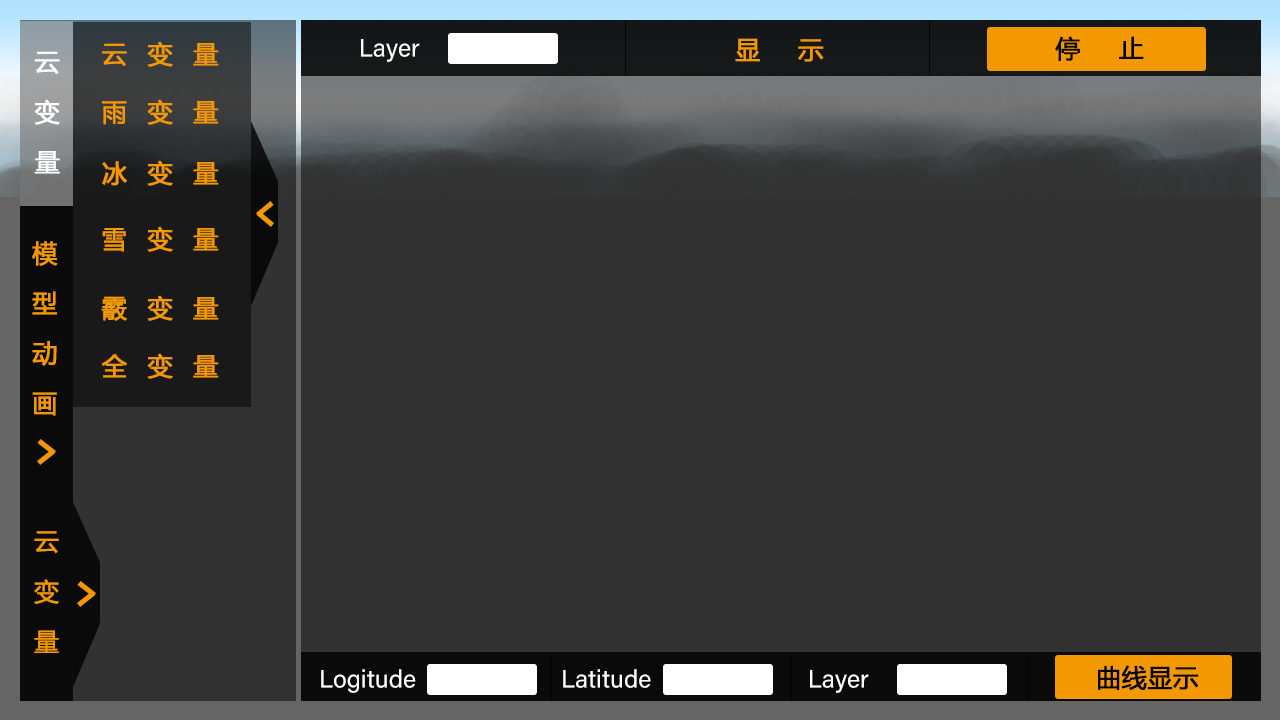 云变量
模型动画
云变量
云变量
雨变量
冰变量
雪变量
霰变量
全变量
Layer
显示
停止
Logitude
Latitude
Layer
曲线显示